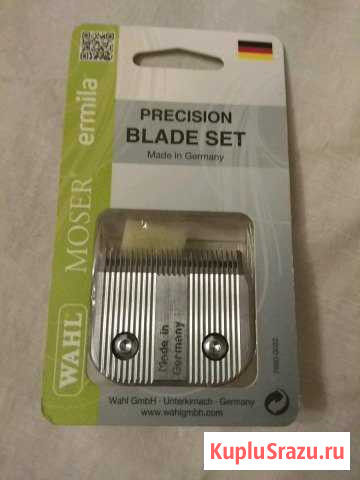 ermila
MOSER®
WAHL
PRECISION
BLADE SET
Made in Germany
Made in
Germany
Wahl GmbH · Unterkirnach · Germany
www.wahlgmbh.com
KupluSrazu.ru